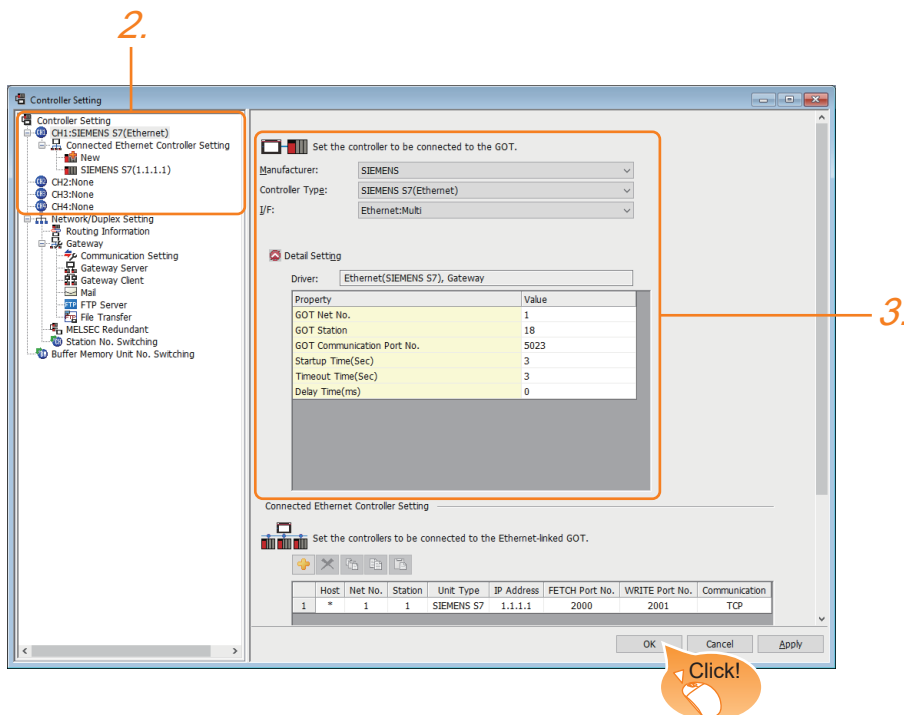 2.
Controller Setting
Controller Setting
CH1:SIEMENS S7(Ethernet)
Connected Ethernet Controller Setting
New
SIEMENS S7(1.1.1.1)
CH2:None
CH3:None
CH4:None
Network/Duplex Setting
Routing Information
Gateway
Communication Setting
Gateway Server
Gateway Client
Mail
FTP FTP Server
File Transfer
MELSEC Redundant
Station No. Switching
Buffer Memory Unit No. Switching
Set the controller to be connected to the GOT.
Manufacturer: SIEMENS
Controller Type: SIEMENS S7(Ethernet)
I/F: Ethernet:Multi
Detail Setting
Driver: Ethernet(SIEMENS S7), Gateway
Property Value
GOT Net No. 1
GOT Station 18
GOT Communication Port No. 5023
Startup Time(Sec) 3
Timeout Time(Sec) 3
Delay Time(ms) 0
3.
Connected Ethernet Controller Setting
Set the controllers to be connected to the Ethernet-linked GOT.
Host Net No. Station Unit Type IP Address FETCH Port No. WRITE Port No. Communication
1 * 1 1 SIEMENS S7 1.1.1.1 2000 2001 TCP
OK Cancel Apply
Click!